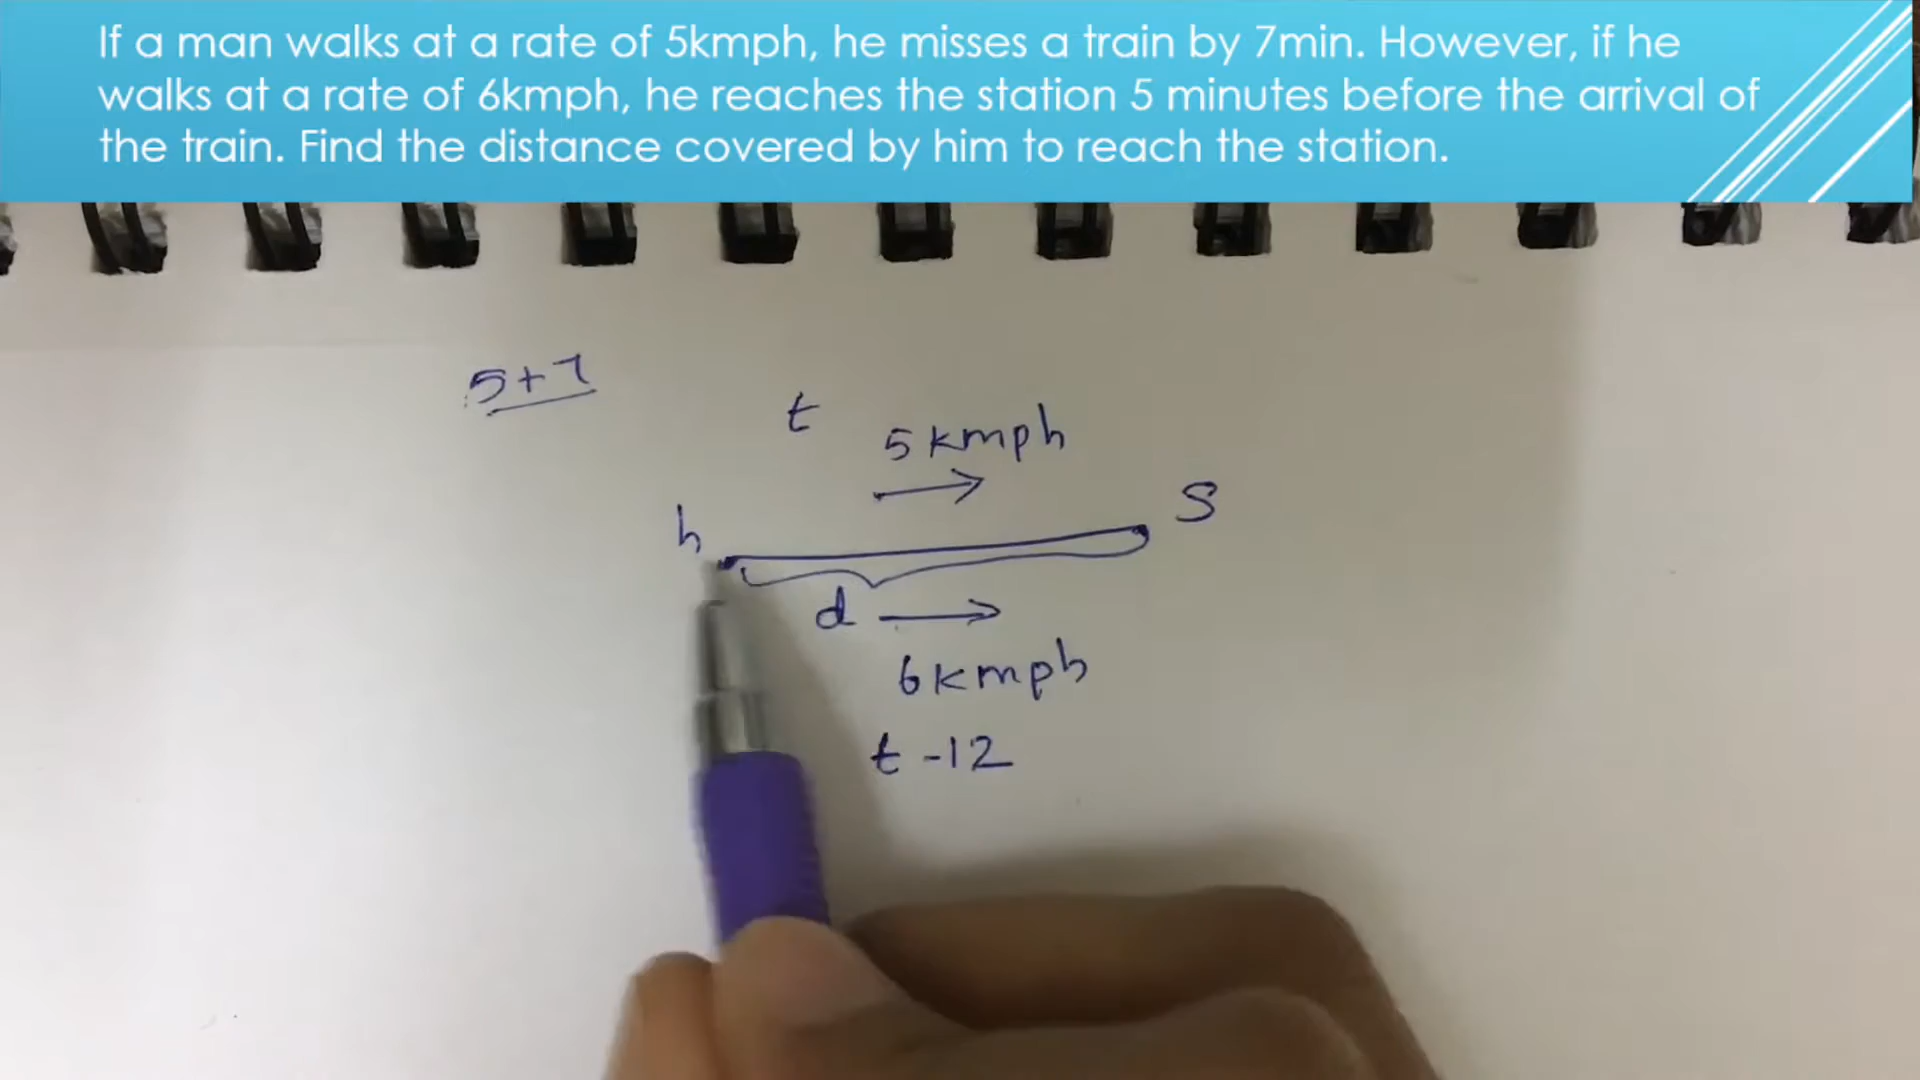 If a man walks at a rate of 5kmph, he misses a train by 7min. However, if he
walks at a rate of 6kmph, he reaches the station 5 minutes before the arrival of
the train. Find the distance covered by him to reach the station.
5+7
t
5kmph
h
S
d
6kmph
t-12